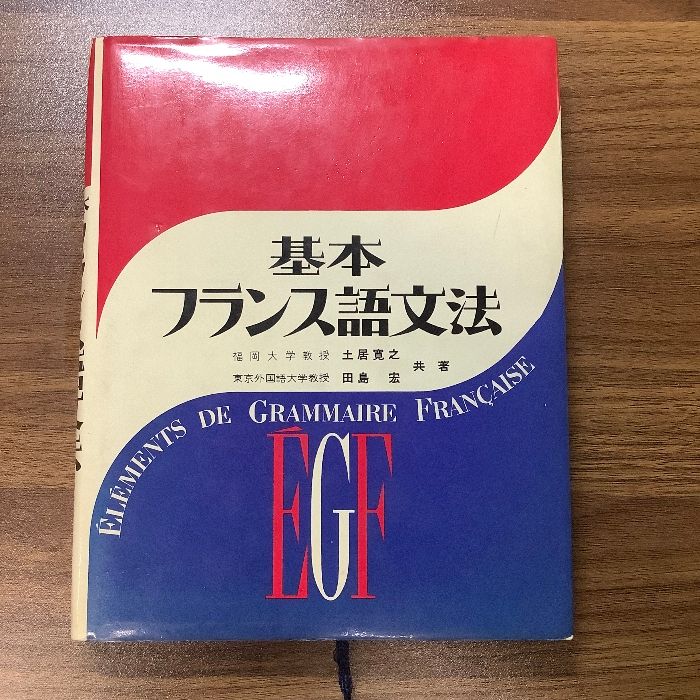 基本
フランス語文法
福岡大学教授 土居寛之
東京外国語大学教授 田島 宏
共著
ÉLÉMENTS DE GRAMMAIRE FRANÇAISE
ÉGF